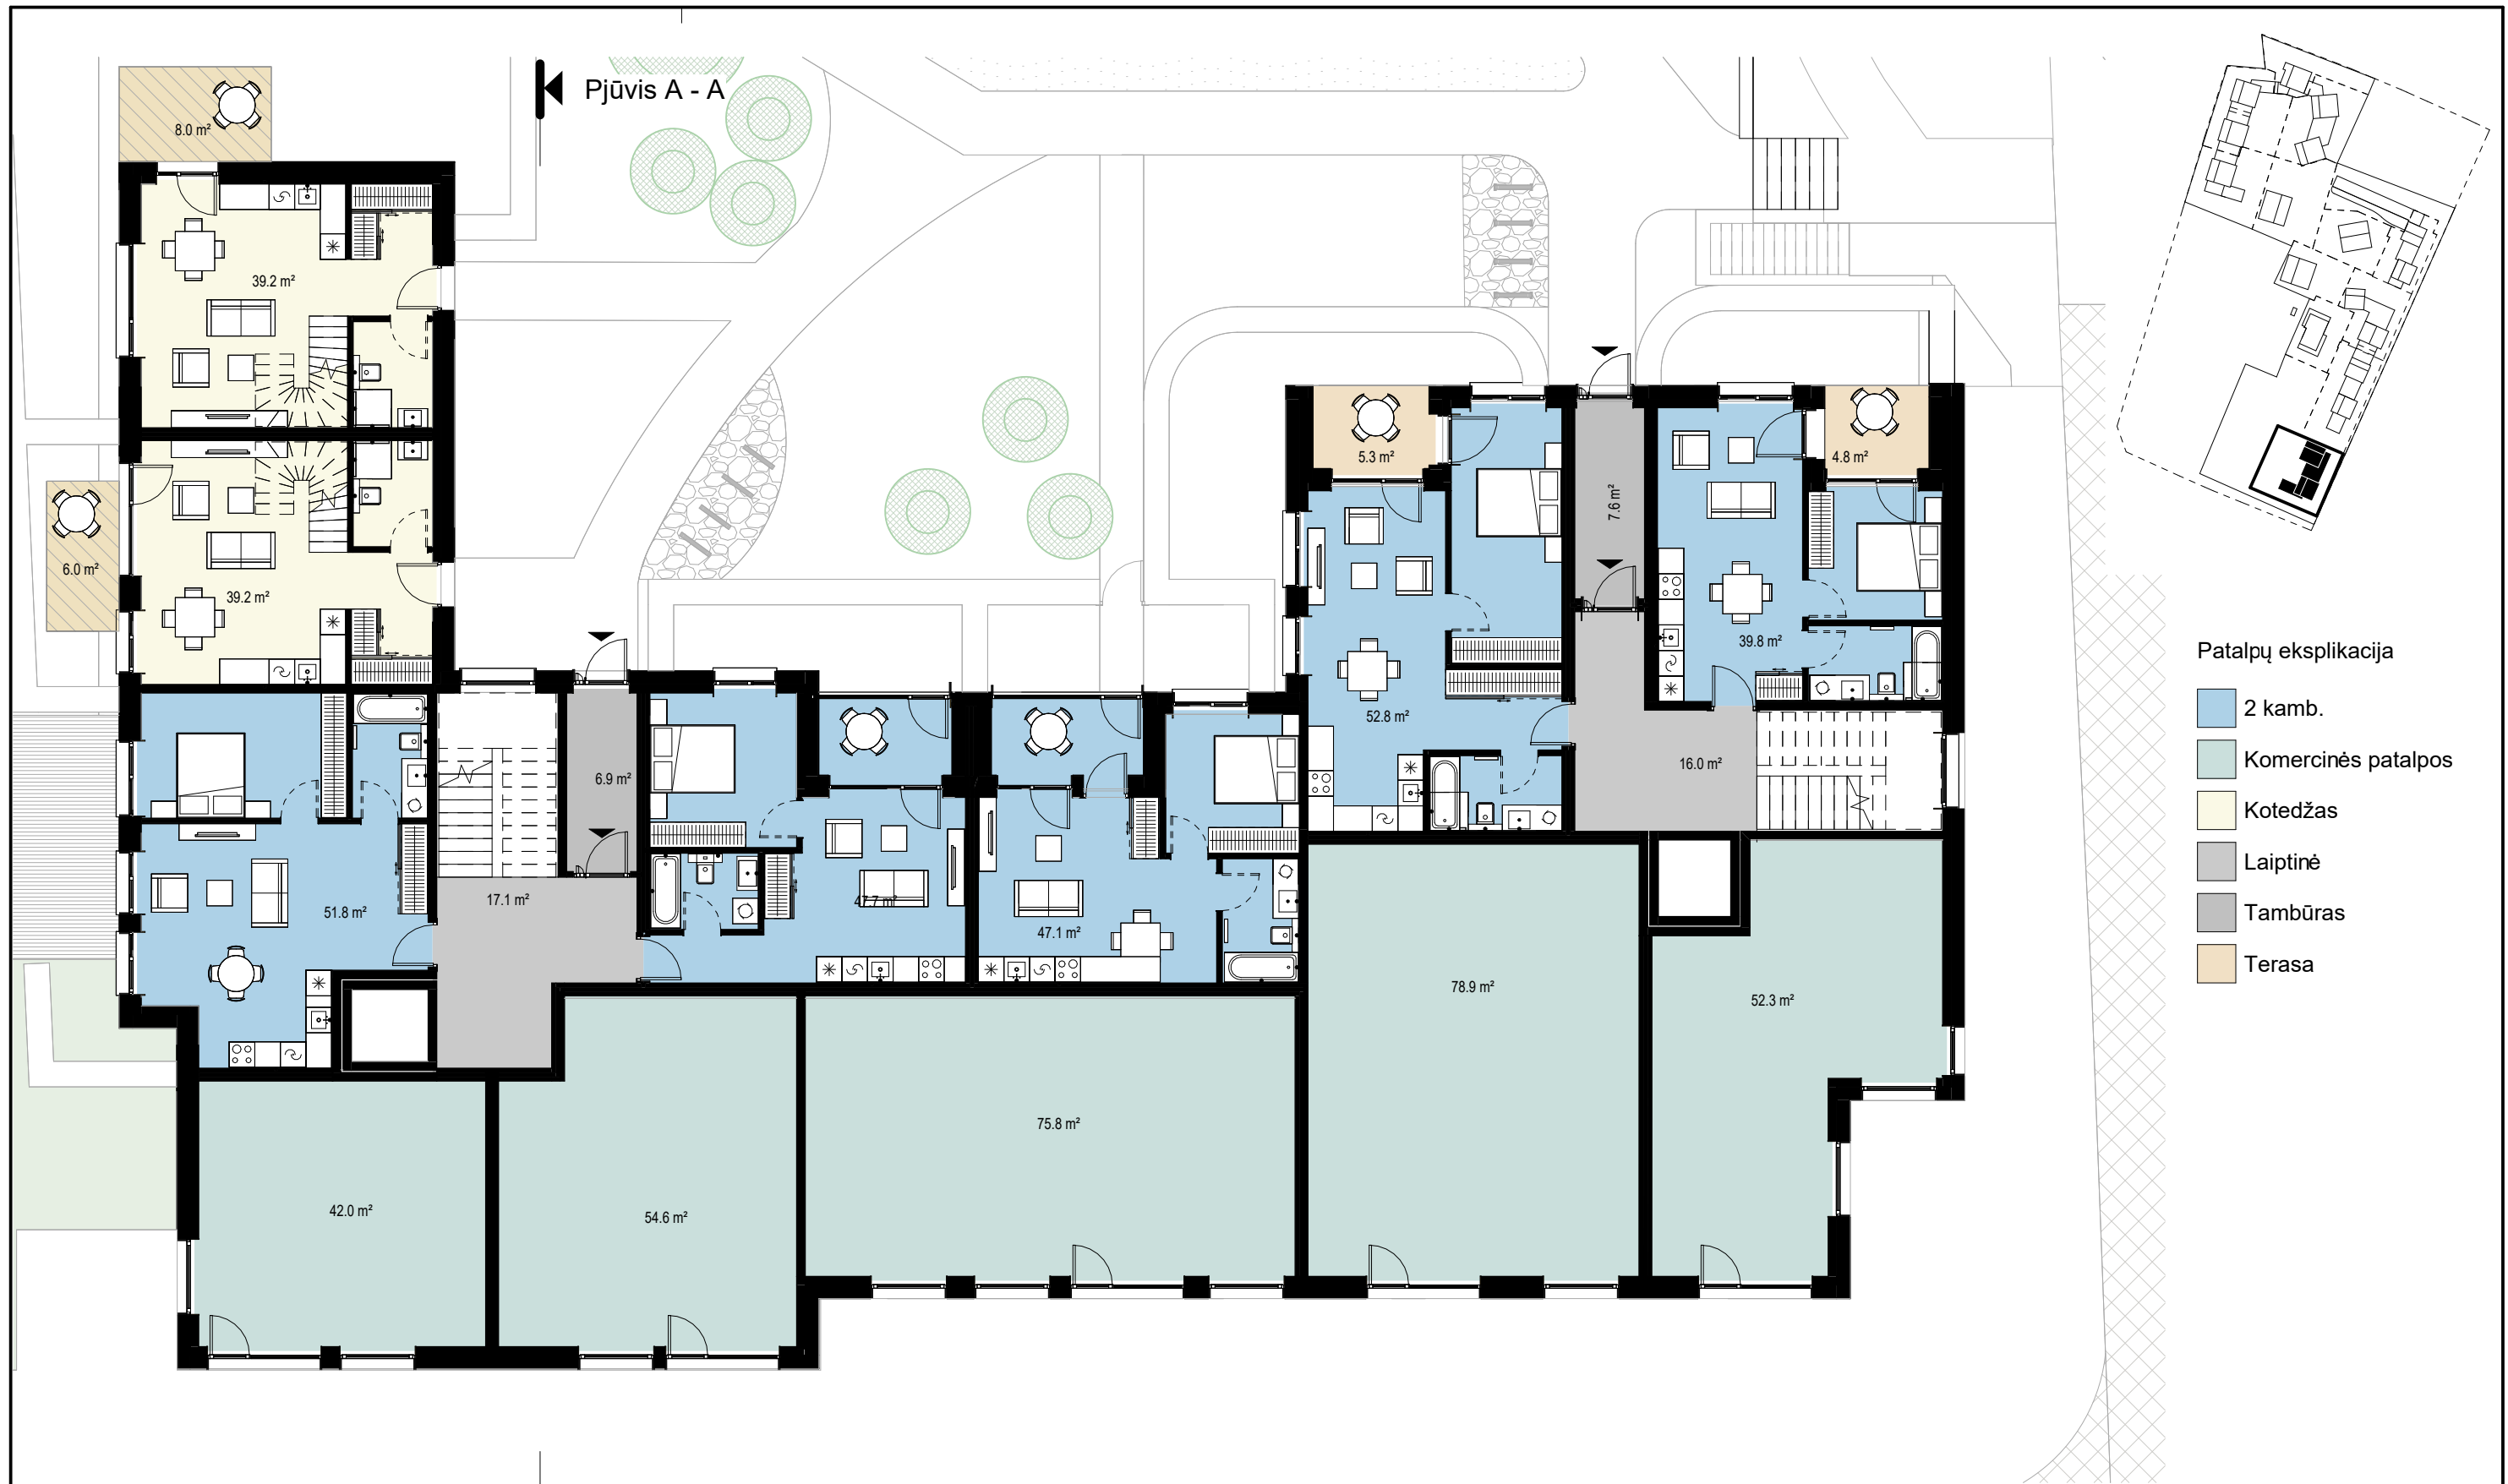 Pjūvis A - A
8.0 m²
39.2 m²
6.0 m²
39.2 m²
5.3 m²
4.8 m²
7.6 m²
39.8 m²
52.8 m²
16.0 m²
6.9 m²
17.1 m²
51.8 m²
47.7 m²
47.1 m²
78.9 m²
52.3 m²
75.8 m²
42.0 m²
54.6 m²
Patalpų eksplikacija
2 kamb.
Komercinės patalpos
Kotedžas
Laiptinė
Tambūras
Terasa